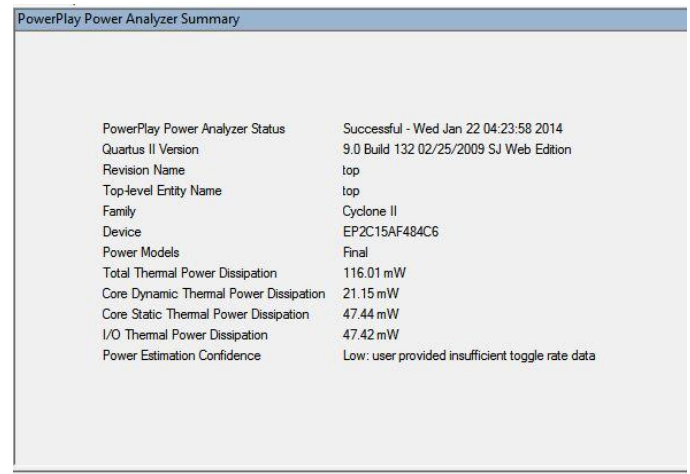 PowerPlay Power Analyzer Summary
PowerPlay Power Analyzer Status Successful - Wed Jan 22 04:23:58 2014
Quartus II Version 9.0 Build 132 02/25/2009 SJ Web Edition
Revision Name top
Top-level Entity Name top
Family Cyclone II
Device EP2C15AF484C6
Power Models Final
Total Thermal Power Dissipation 116.01 mW
Core Dynamic Thermal Power Dissipation 21.15 mW
Core Static Thermal Power Dissipation 47.44 mW
I/O Thermal Power Dissipation 47.42 mW
Power Estimation Confidence Low: user provided insufficient toggle rate data